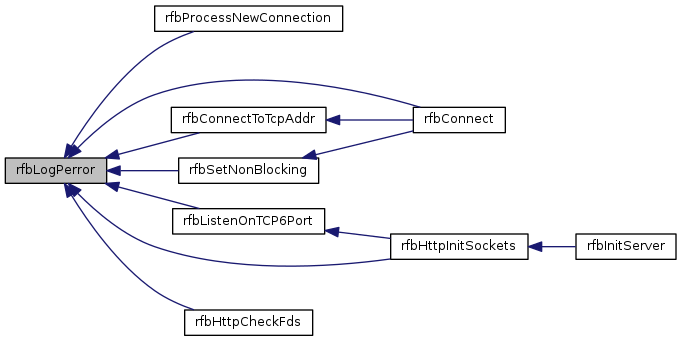 rfbProcessNewConnection
rfbConnectToTcpAddr
rfbConnect
rfbLogPerror
rfbSetNonBlocking
rfbListenOnTCP6Port
rfbHttpInitSockets
rfbInitServer
rfbHttpCheckFds